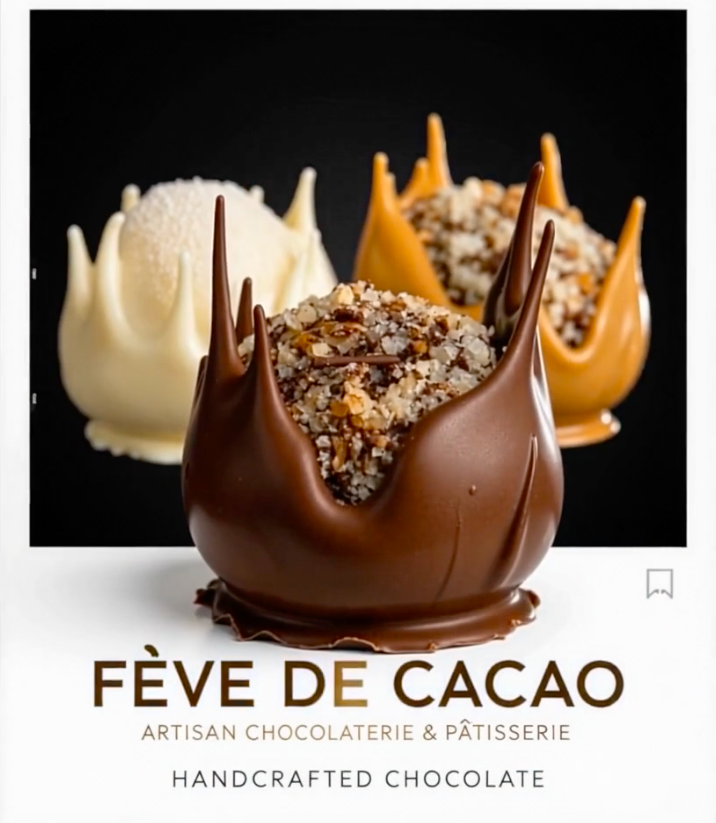 FÈVE DE CACAO
ARTISAN CHOCOLATERIE & PÂTISSERIE
HANDCRAFTED CHOCOLATE